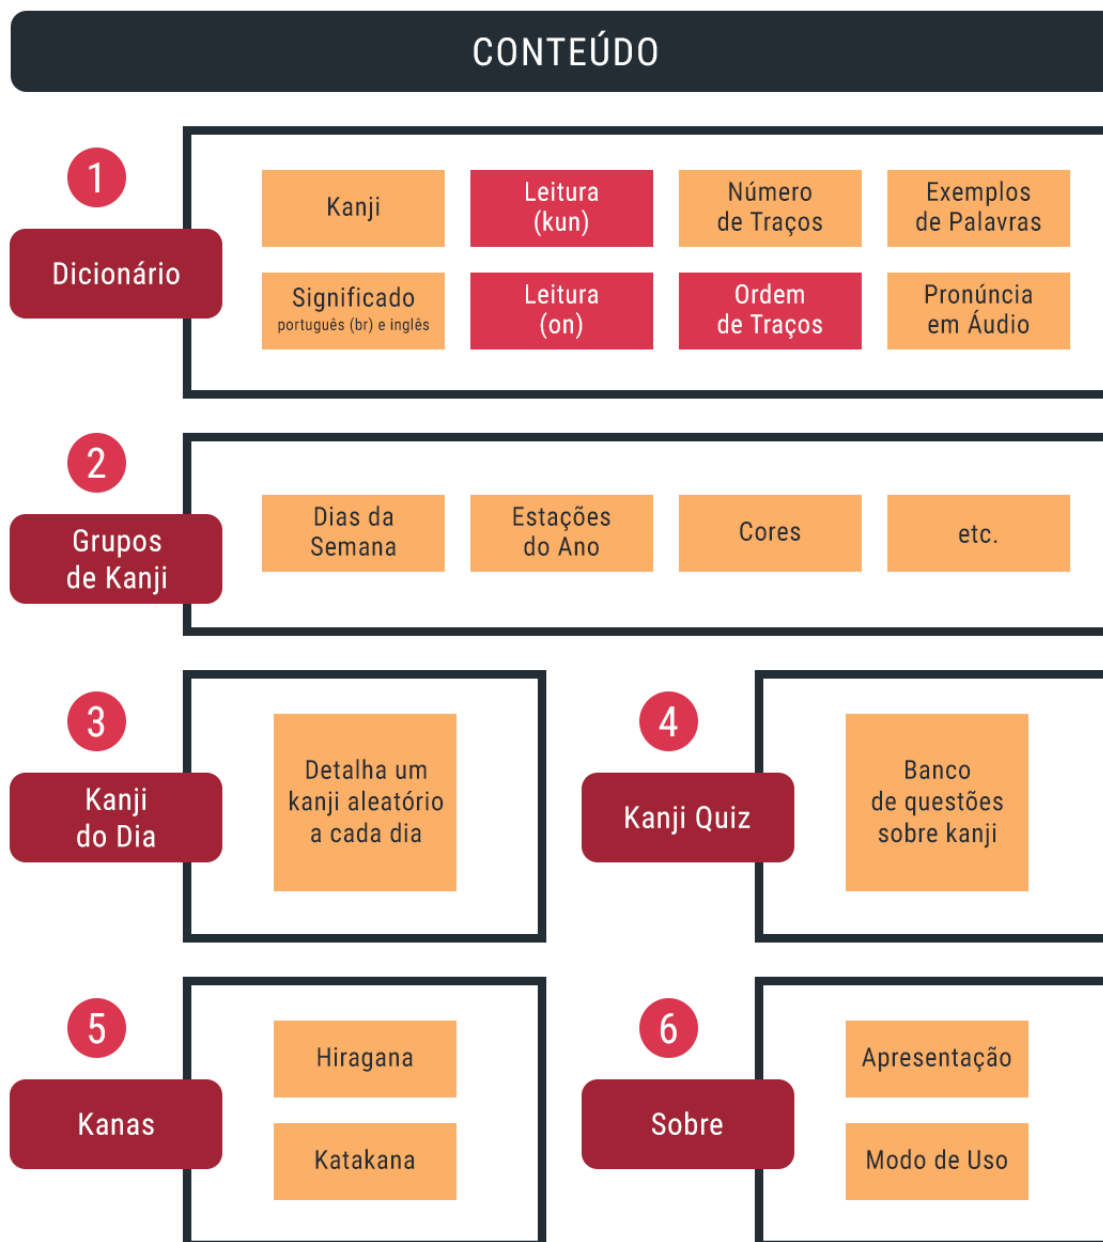 CONTEÚDO
1
Dicionário
Kanji
Leitura
(kun)
Número
de Traços
Exemplos
de Palavras
Significado
português (br) e inglês
Leitura
(on)
Ordem
de Traços
Pronúncia
em Áudio
2
Grupos
de Kanji
Dias da
Semana
Estações
do Ano
Cores
etc.
3
Kanji
do Dia
Detalha um
kanji aleatório
a cada dia
4
Kanji Quiz
Banco
de questões
sobre kanji
5
Kanas
Hiragana
Katakana
6
Sobre
Apresentação
Modo de Uso